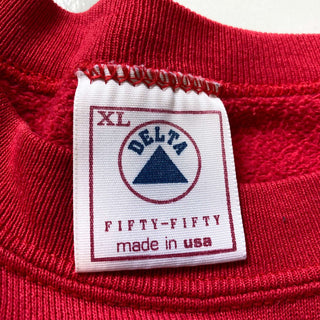 XL
DELTA
FIFTY-FIFTY
made in usa